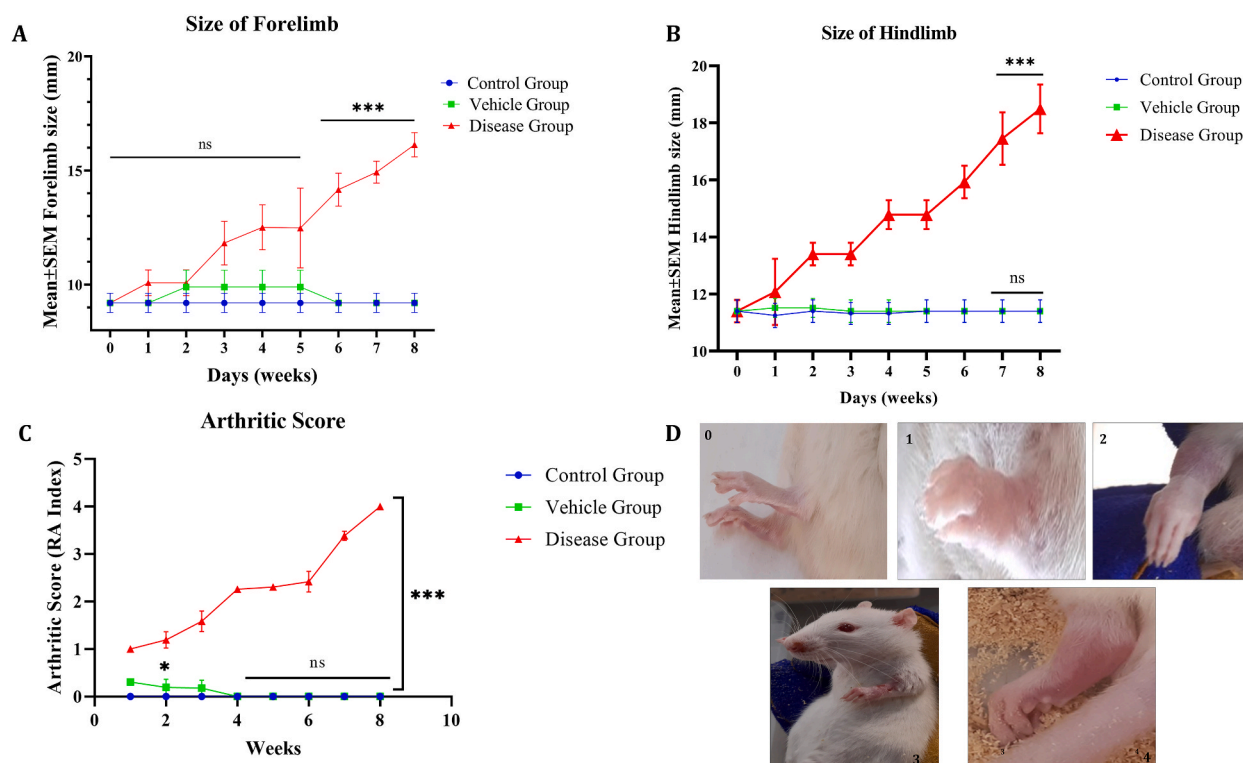 A
Size of Forelimb
Mean±SEM Forelimb size (mm)
20
15
10
ns
***
Control Group
Vehicle Group
Disease Group
0 1 2 3 4 5 6 7 8
Days (weeks)
B
Size of Hindlimb
Mean±SEM Hindlimb size (mm)
20
18
16
14
12
10
***
ns
Control Group
Vehicle Group
Disease Group
0 1 2 3 4 5 6 7 8
Days (weeks)
C
Arthritic Score
Arthritic Score (RA Index)
5
4
3
2
1
0
*
ns
***
Control Group
Vehicle Group
Disease Group
0 2 4 6 8 10
Weeks
D
0
1
2
3
3 4
4